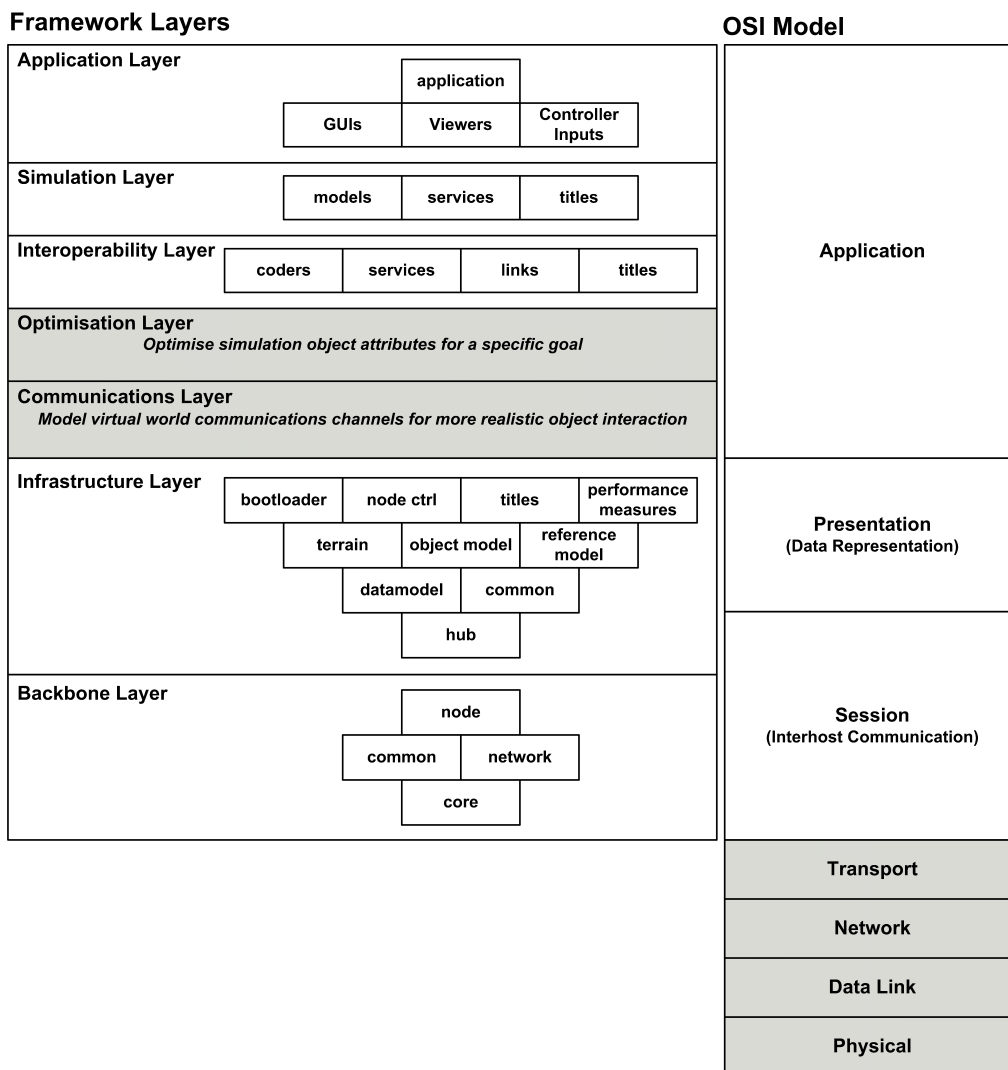 Framework Layers
OSI Model
Application Layer
application
GUIs
Viewers
Controller
Inputs
Simulation Layer
models
services
titles
Interoperability Layer
coders
services
links
titles
Optimisation Layer
Optimise simulation object attributes for a specific goal
Communications Layer
Model virtual world communications channels for more realistic object interaction
Infrastructure Layer
bootloader
node ctrl
titles
performance
measures
terrain
object model
reference
model
datamodel
common
hub
Backbone Layer
node
common
network
core
Application
Presentation
(Data Representation)
Session
(Interhost Communication)
Transport
Network
Data Link
Physical